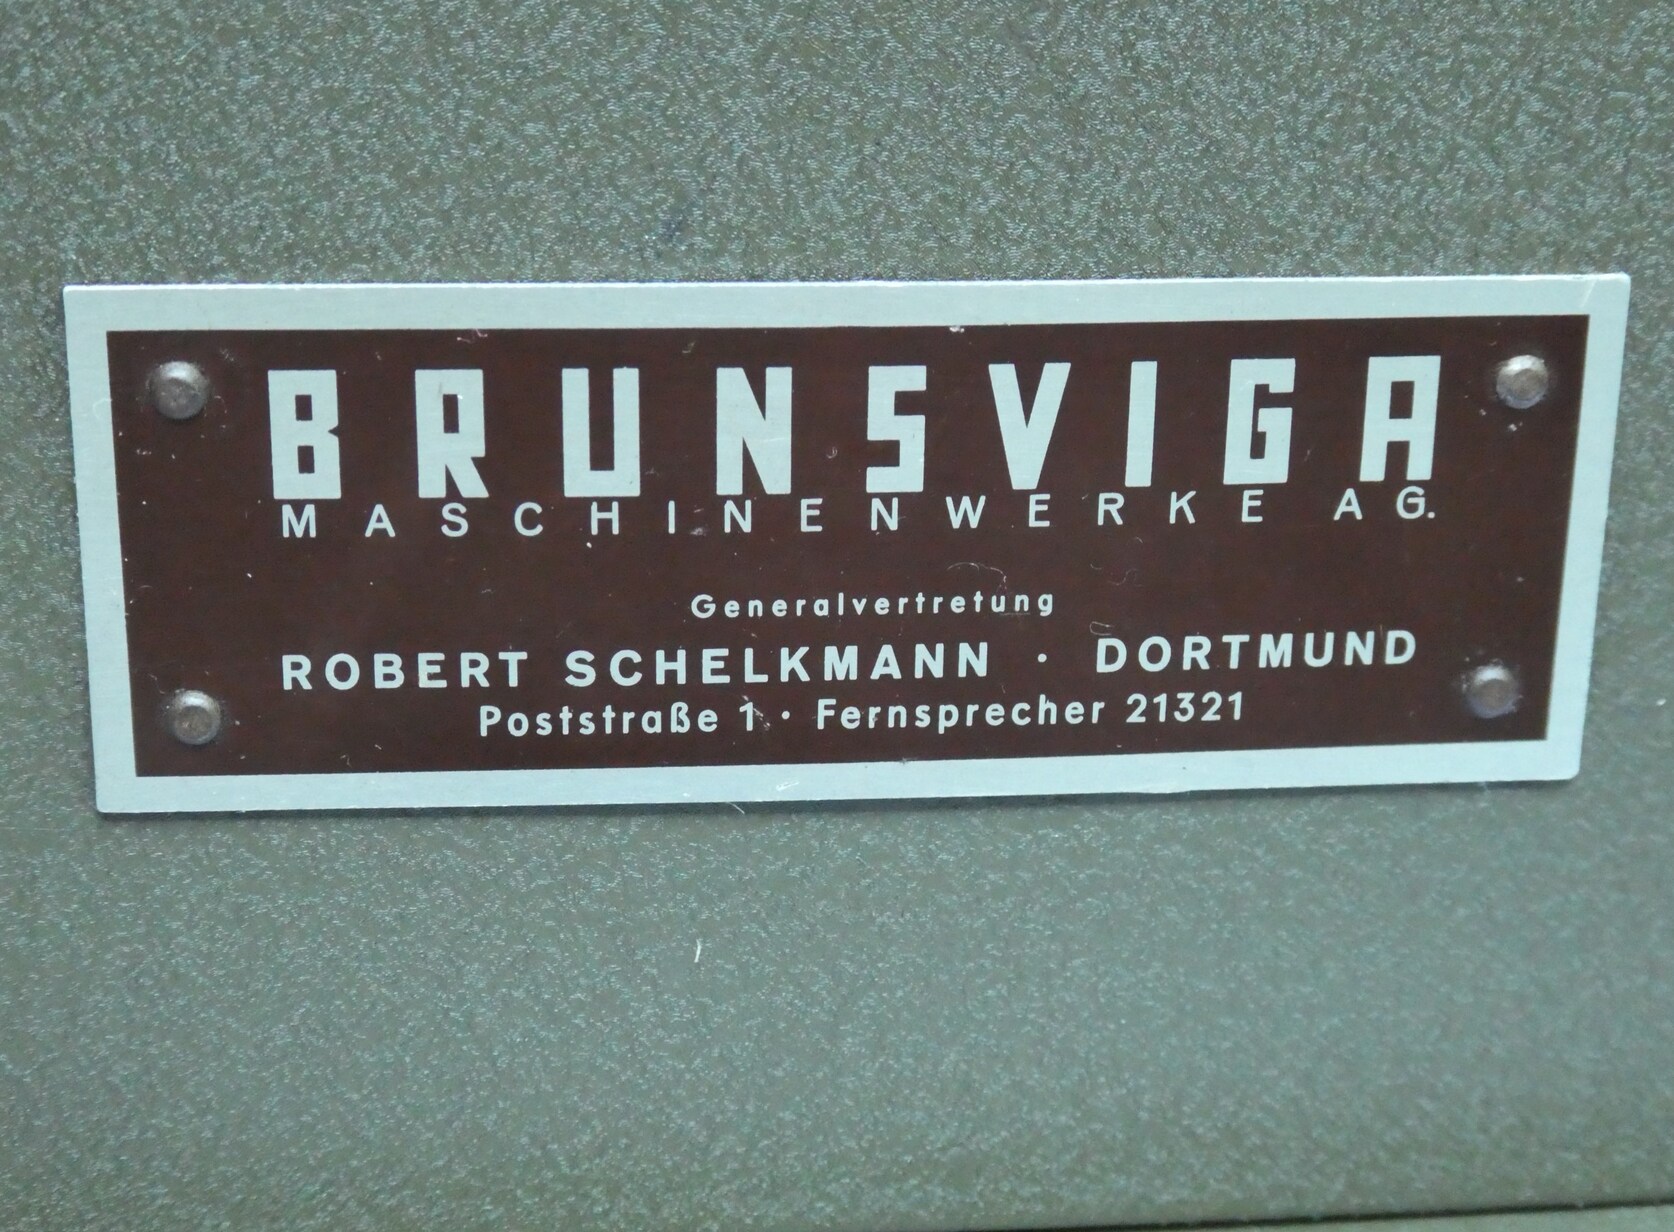 BRUNSVIGA
MASCHINENWERKE AG.
Generalvertretung
ROBERT SCHELKMANN · DORTMUND
Poststraße 1 · Fernsprecher 21321